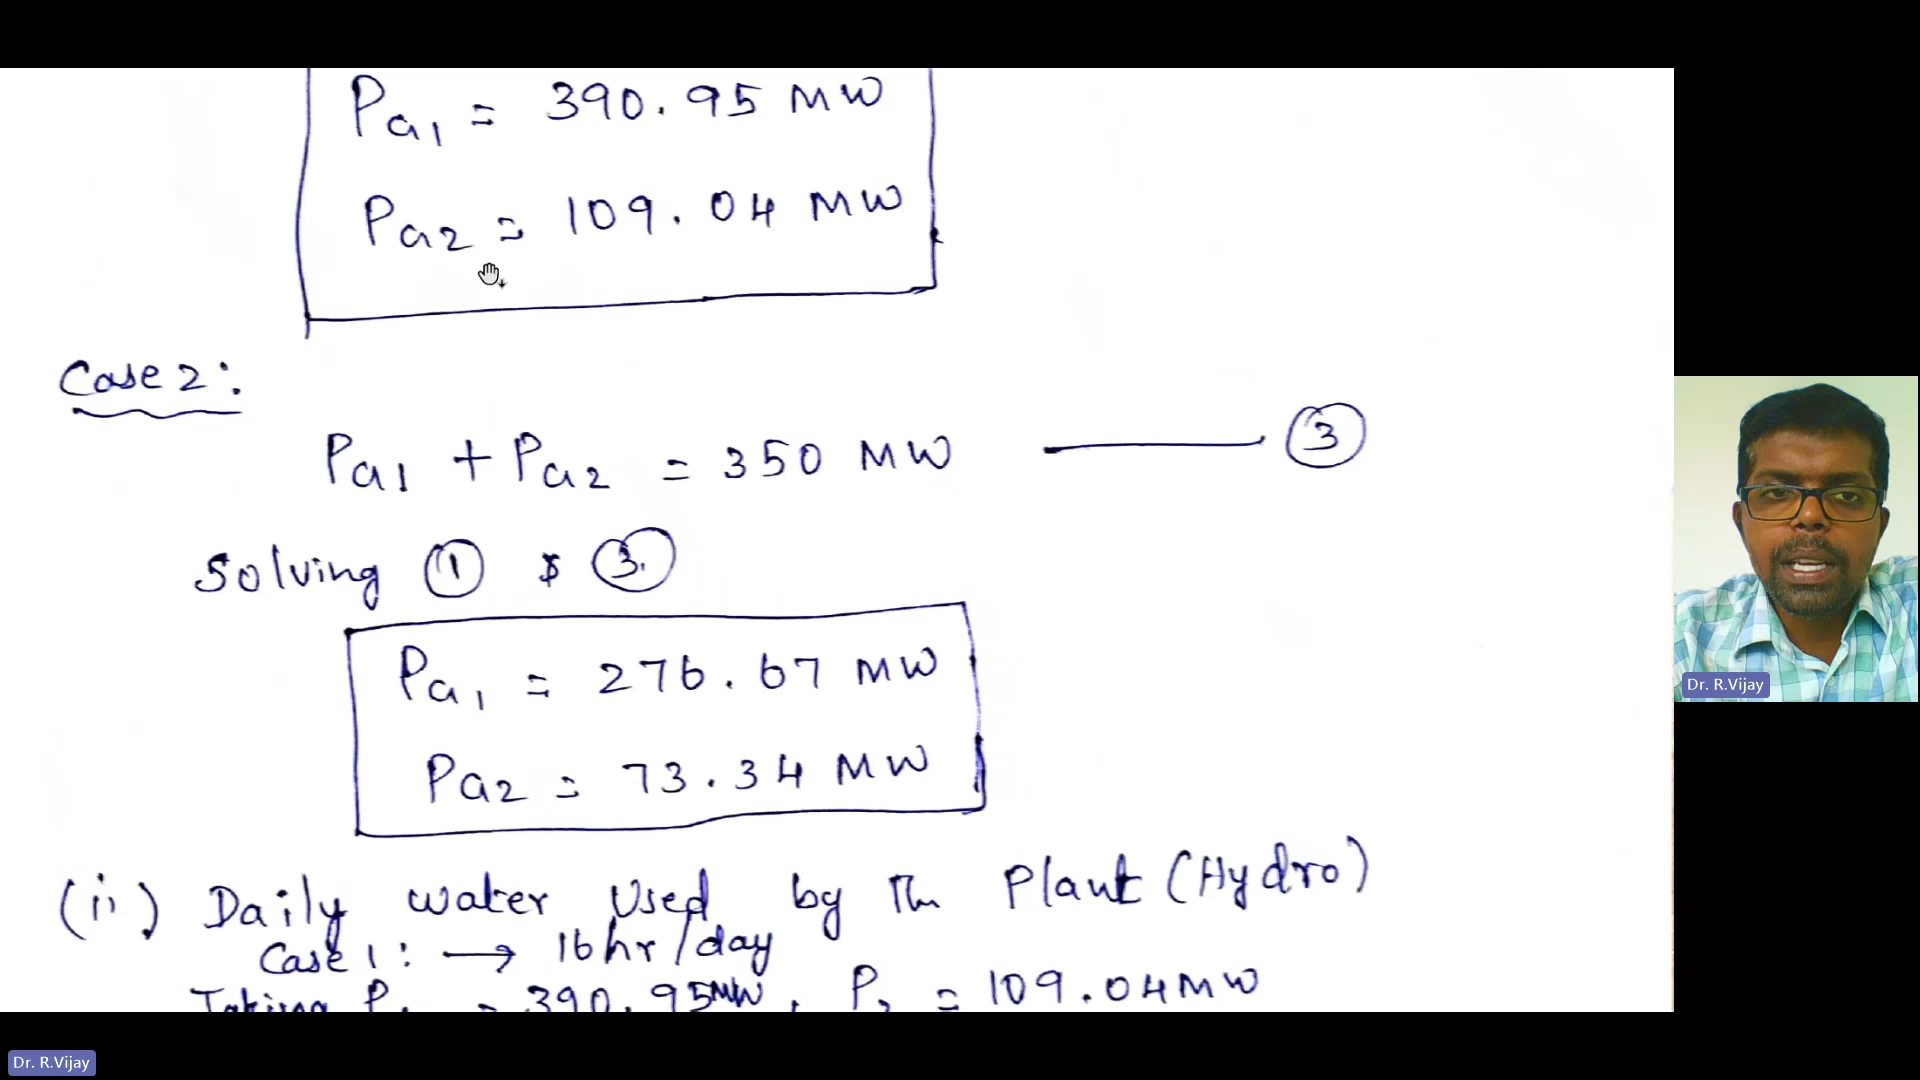 Pa1 = 390.95 MW
Pa2 = 109.04 MW
Case 2:
Pa1 + Pa2 = 350 MW ——— 3
Solving 1 & 3.
Pa1 = 276.67 MW
Pa2 = 73.34 MW
(ii) Daily water Used by The Plant (Hydro)
Case 1: → 16hr/day
Taking P = 390.95MW, P2 = 109.04MW
Dr. R.Vijay
Dr. R.Vijay